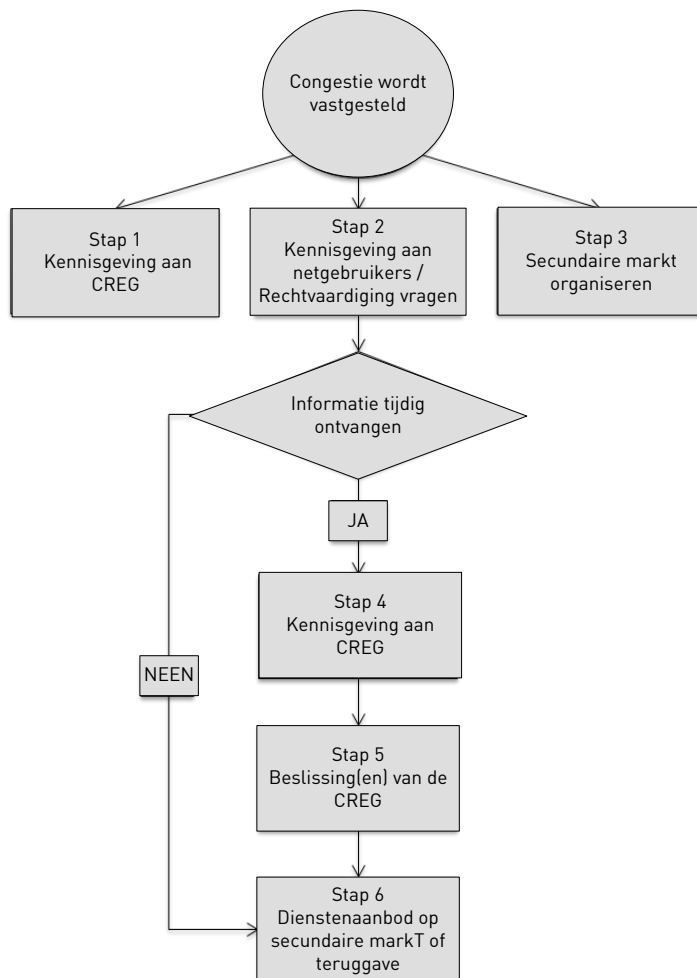 Congestie wordt
vastgesteld
Stap 1
Kennisgeving aan
CREG
Stap 2
Kennisgeving aan
netgebruikers /
Rechtvaardiging vragen
Stap 3
Secundaire markt
organiseren
Informatie tijdig
ontvangen
JA
Stap 4
Kennisgeving aan
CREG
NEEN
Stap 5
Beslissing(en) van de
CREG
Stap 6
Dienstenaanbod op
secundaire markT of
teruggave